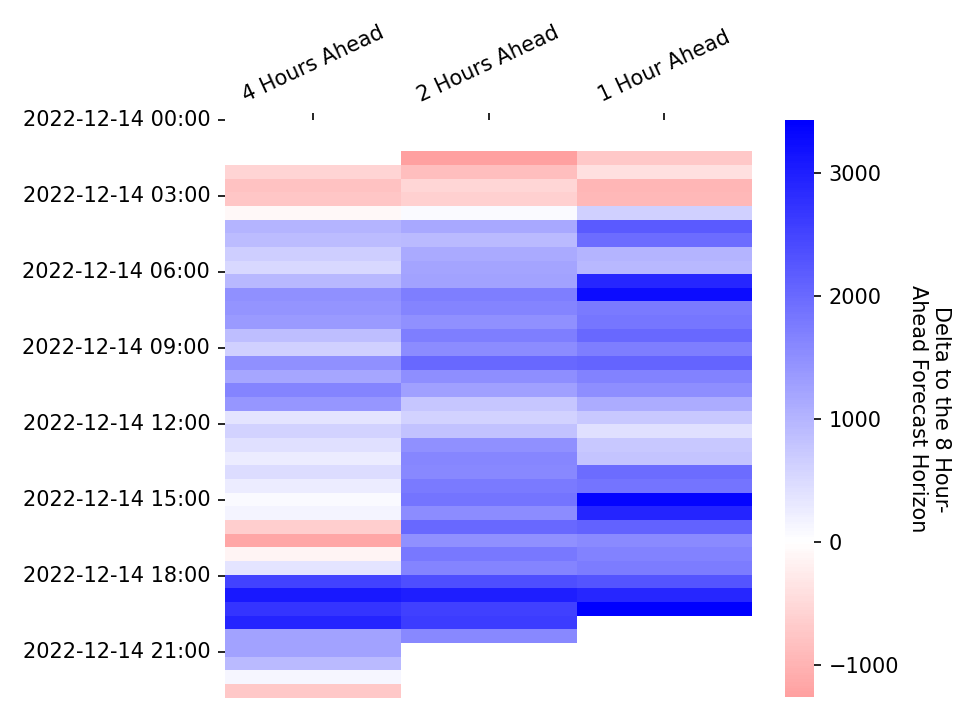 4 Hours Ahead
2 Hours Ahead
1 Hour Ahead
2022-12-14 00:00
2022-12-14 03:00
2022-12-14 06:00
2022-12-14 09:00
2022-12-14 12:00
2022-12-14 15:00
2022-12-14 18:00
2022-12-14 21:00
3000
2000
1000
0
−1000
Delta to the 8 Hour-
Ahead Forecast Horizon